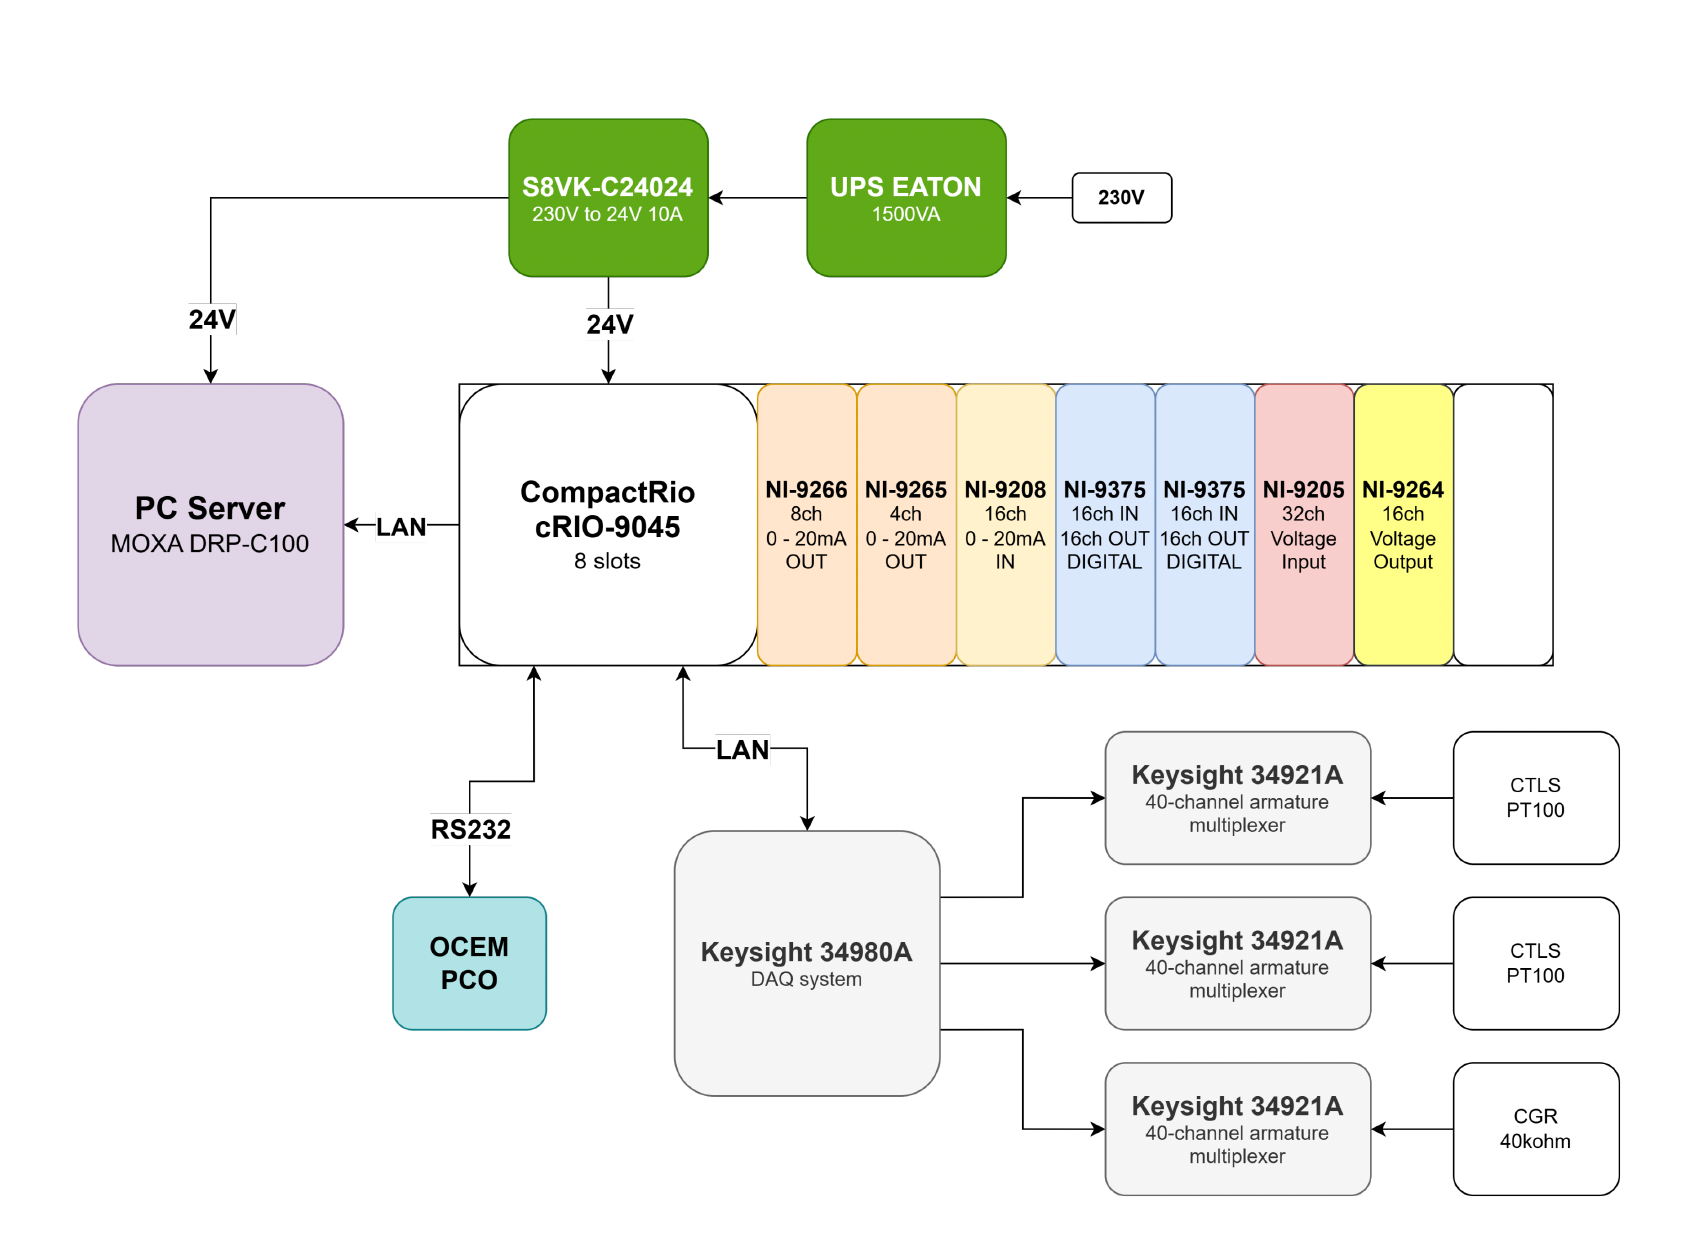 S8VK-C24024
230V to 24V 10A
UPS EATON
1500VA
230V
24V
24V
PC Server
MOXA DRP-C100
LAN
CompactRio
cRIO-9045
8 slots
NI-9266
8ch
0 - 20mA
OUT
NI-9265
4ch
0 - 20mA
OUT
NI-9208
16ch
0 - 20mA
IN
NI-9375
16ch IN
16ch OUT
DIGITAL
NI-9375
16ch IN
16ch OUT
DIGITAL
NI-9205
32ch
Voltage
Input
NI-9264
16ch
Voltage
Output
LAN
RS232
OCEM
PCO
Keysight 34980A
DAQ system
Keysight 34921A
40-channel armature
multiplexer
CTLS
PT100
Keysight 34921A
40-channel armature
multiplexer
CTLS
PT100
Keysight 34921A
40-channel armature
multiplexer
CGR
40kohm